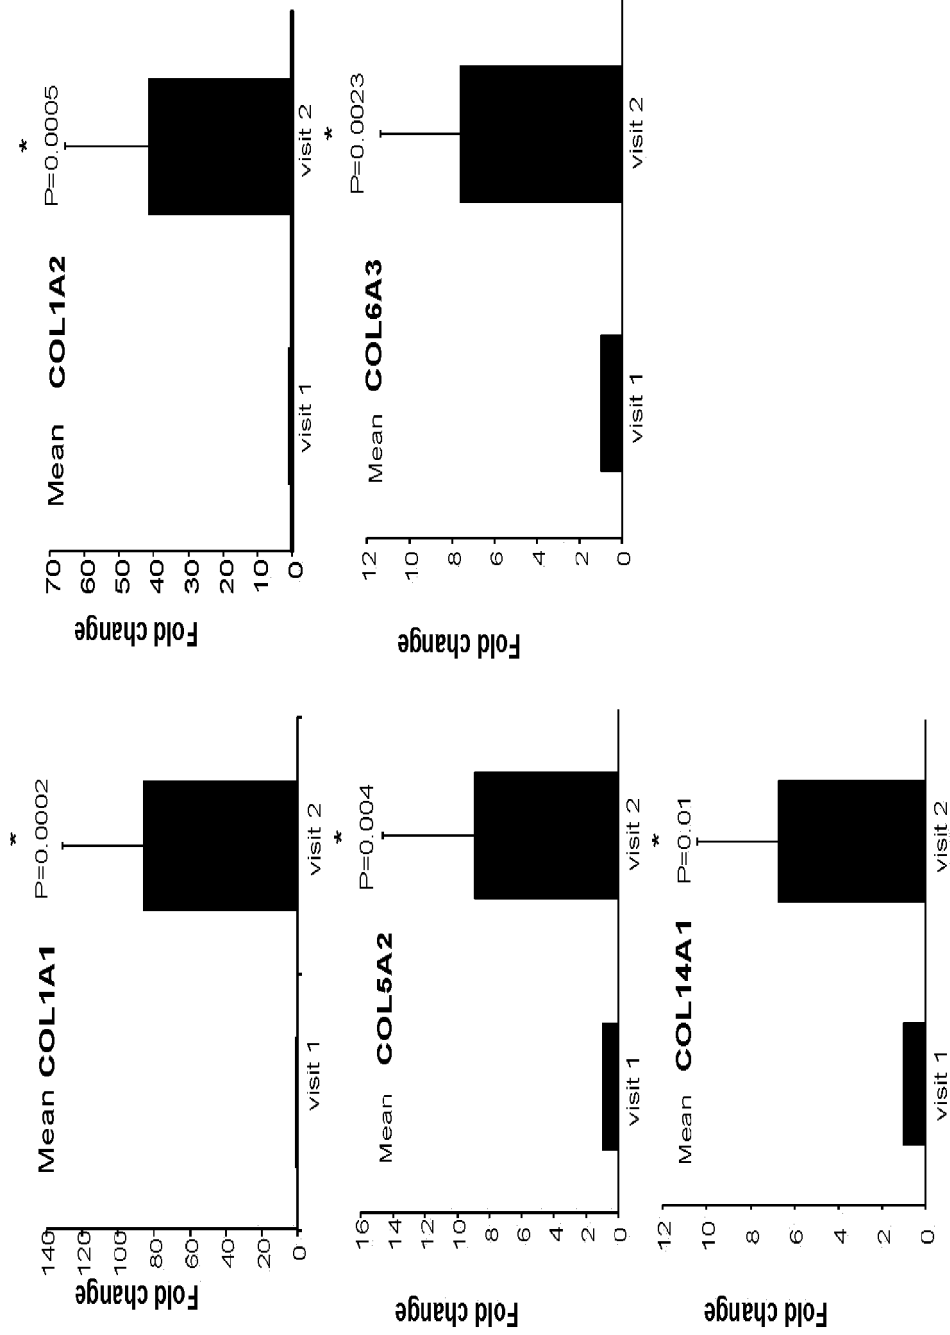 Mean COL1A1
*
P=0.0002
Fold change
140
120
100
80
60
40
20
0
visit 1
visit 2
Mean COL1A2
*
P=0.0005
Fold change
70
60
50
40
30
20
10
0
visit 1
visit 2
Mean COL5A2
*
P=0.004
Fold change
16
14
12
10
8
6
4
2
0
visit 1
visit 2
Mean COL6A3
*
P=0.0023
Fold change
12
10
8
6
4
2
0
visit 1
visit 2
Mean COL14A1
*
P=0.01
Fold change
12
10
8
6
4
2
0
visit 1
visit 2